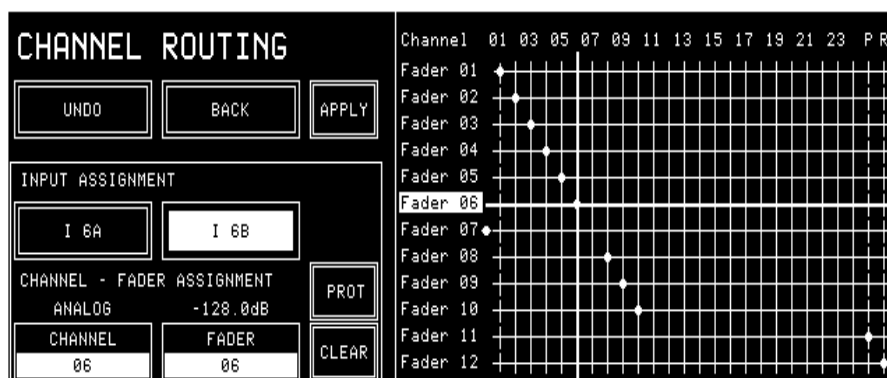 CHANNEL ROUTING
UNDO BACK APPLY
INPUT ASSIGNMENT
I 6A I 6B
CHANNEL - FADER ASSIGNMENT
ANALOG -128.0dB PROT
CHANNEL FADER CLEAR
06 06
Channel 01 03 05 07 09 11 13 15 17 19 21 23 P R
Fader 01
Fader 02
Fader 03
Fader 04
Fader 05
Fader 06
Fader 07
Fader 08
Fader 09
Fader 10
Fader 11
Fader 12